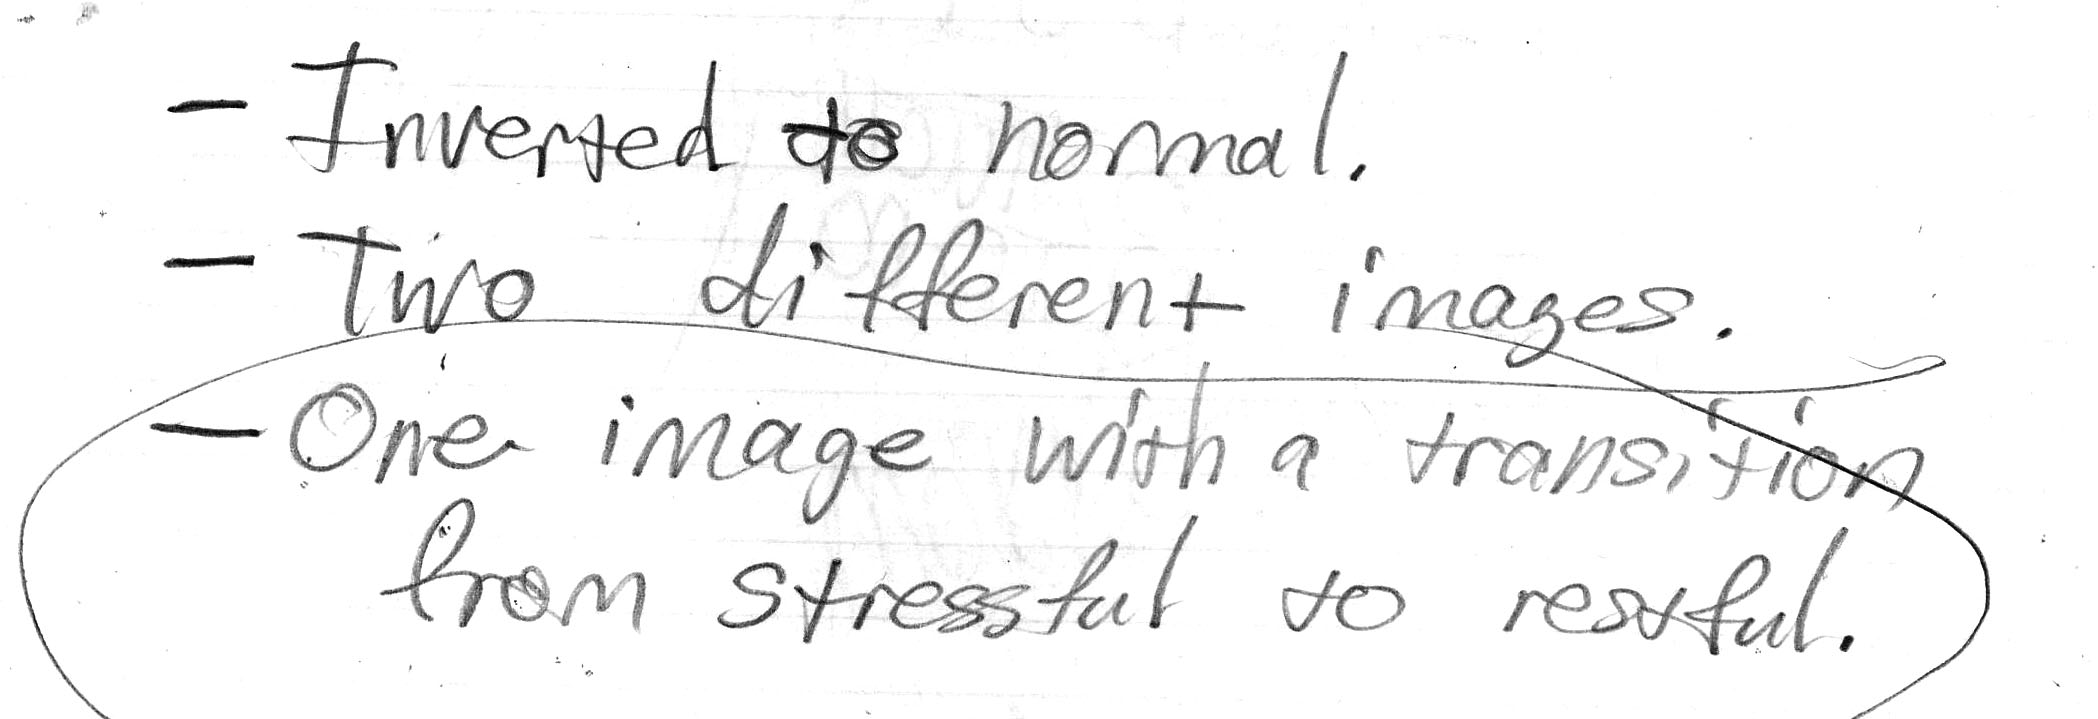 - Inverted to normal.
- Two different images.
- One image with a transition
from stressful to restful.